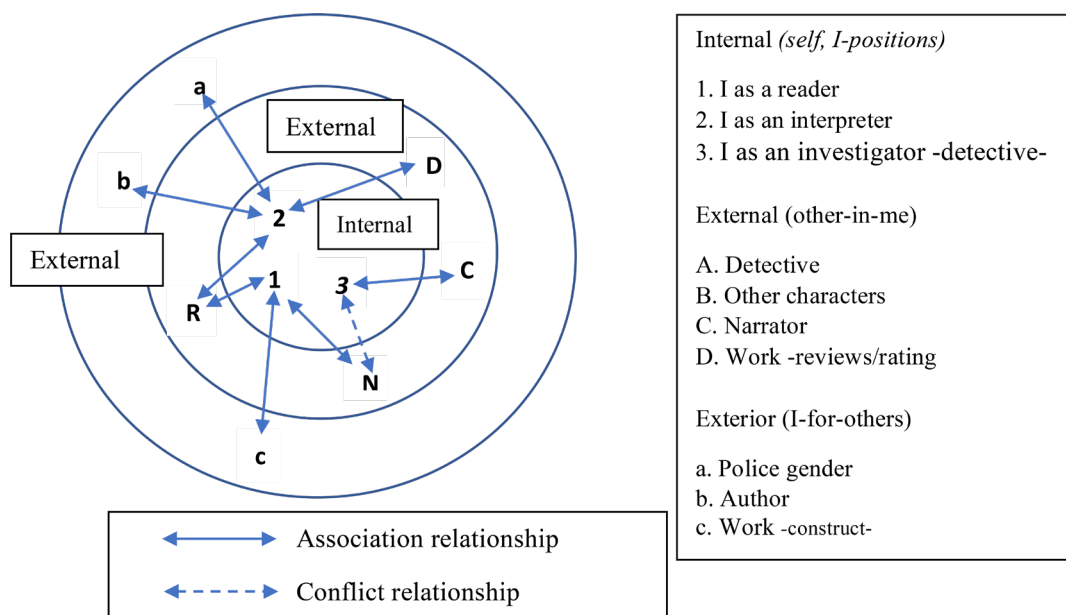 a
External
D
b
2
Internal
External
1
3
C
R
N
c
Association relationship
Conflict relationship
Internal (self, I-positions)
1. I as a reader
2. I as an interpreter
3. I as an investigator -detective-
External (other-in-me)
A. Detective
B. Other characters
C. Narrator
D. Work -reviews/rating
Exterior (I-for-others)
a. Police gender
b. Author
c. Work -construct-